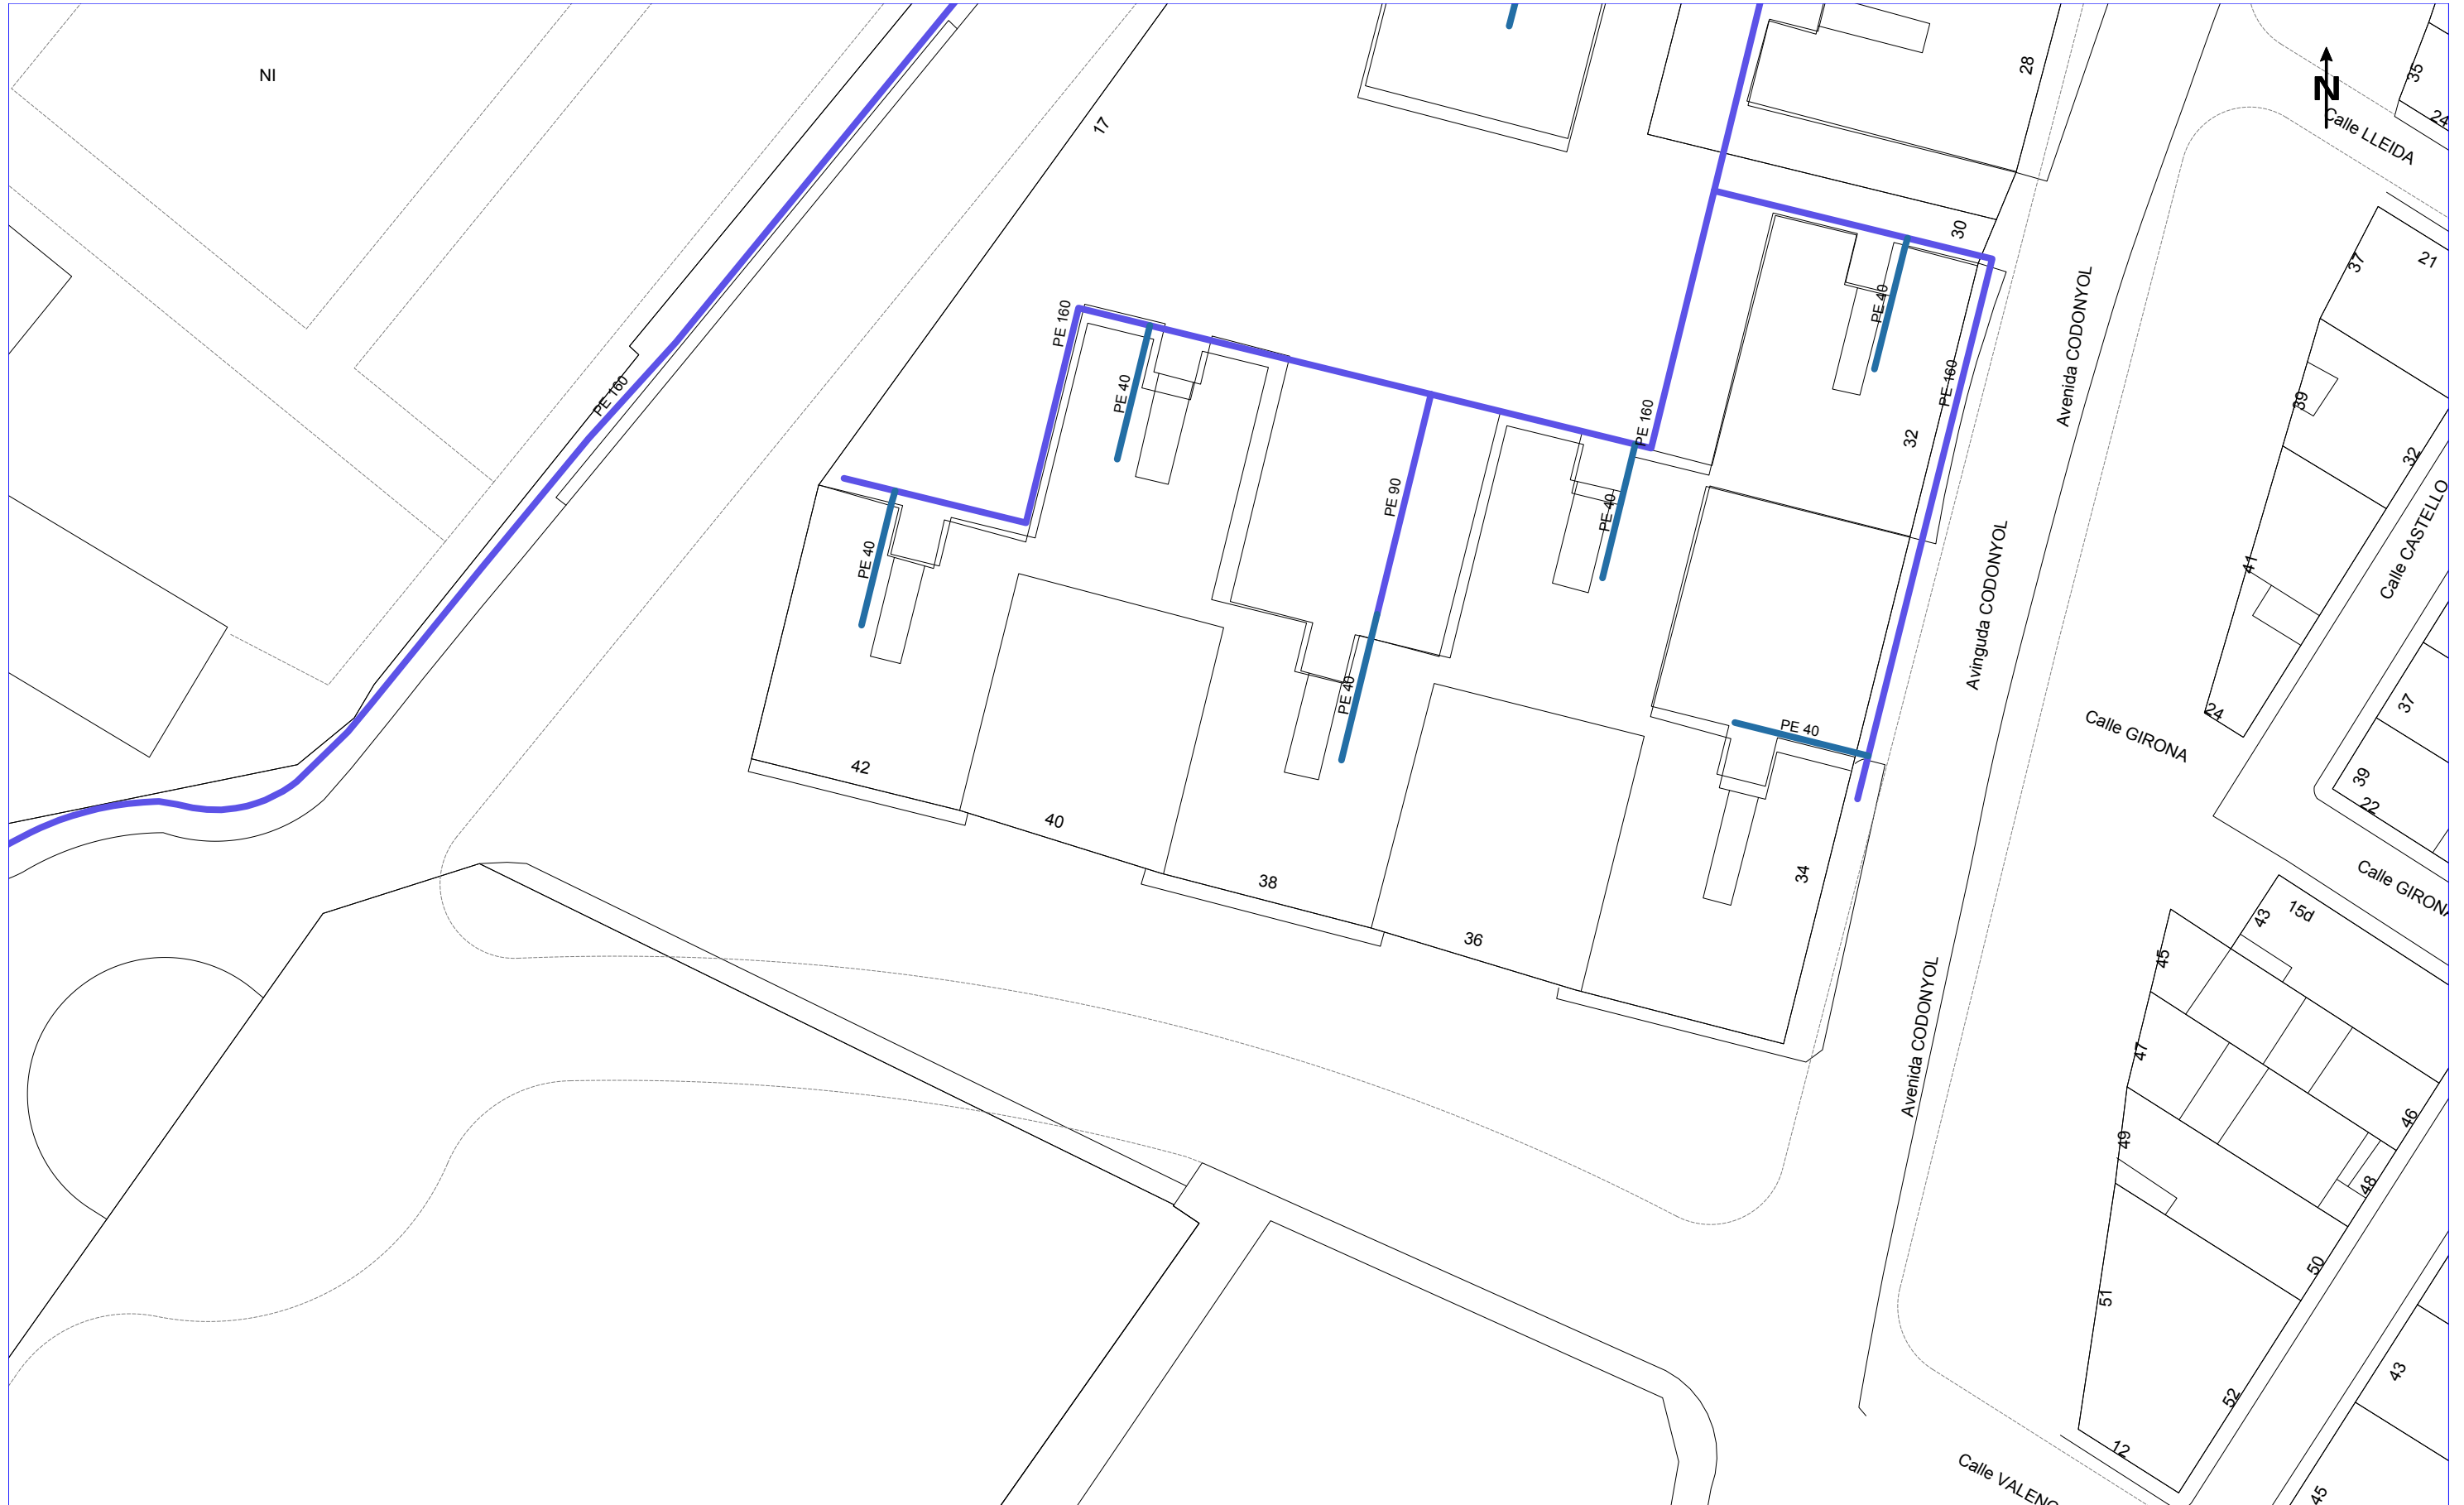 NI
28
35
N
24
Calle LLEIDA
17
30
21
37
PE 40
Avenida CODONYOL
PE 160
PE 160
PE 160
PE 40
39
32
PE 160
32
PE 90
Calle CASTELLO
PE 40
PE 40
41
Avinguda CODONYOL
PE 40
37
24
PE 40
Calle GIRONA
42
39
22
40
34
38
Calle GIRONA
15d
43
36
45
Avenida CODONYOL
47
46
49
48
50
51
43
52
12
Calle VALENC
45